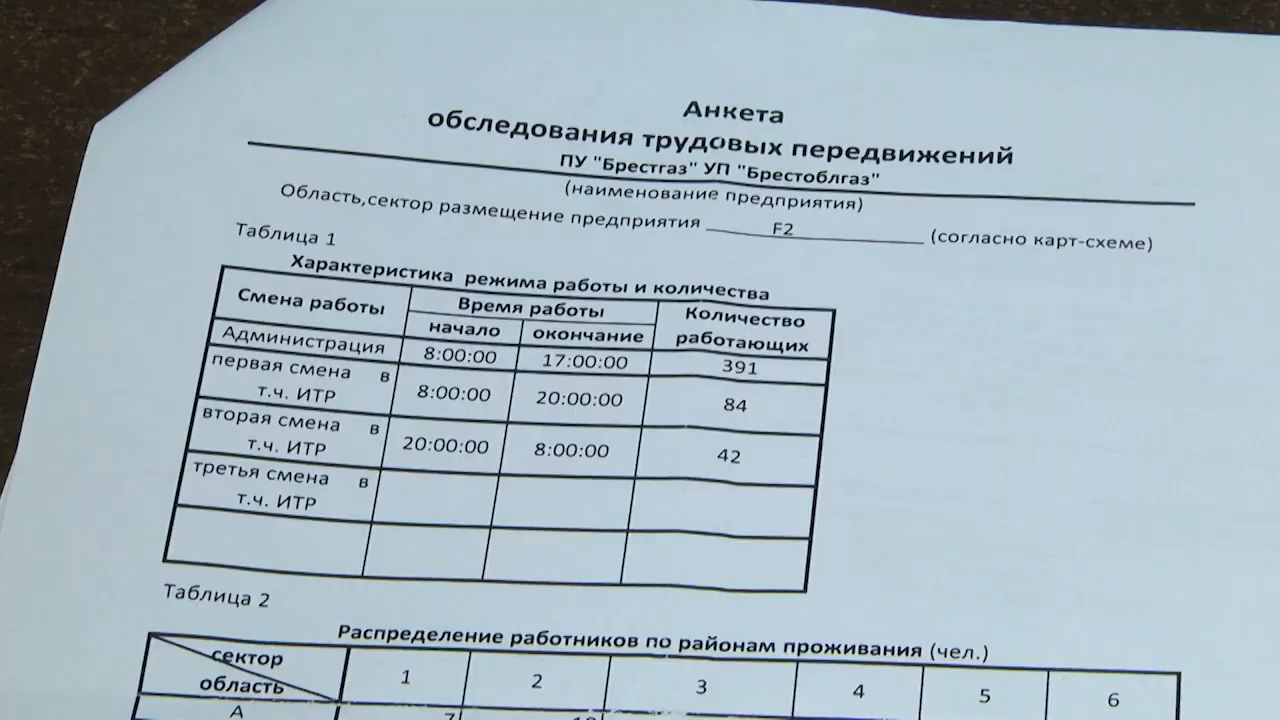 Анкета
обследования трудовых передвижений
ПУ "Брестгаз" УП "Брестоблгаз"
(наименование предприятия)
Область,сектор размещение предприятия F2 (согласно карт-схеме)
Таблица 1
Характеристика режима работы и количества
Смена работы Время работы Количество работающих
начало окончание
Администрация 8:00:00 17:00:00 391
первая смена в
т.ч. ИТР 8:00:00 20:00:00 84
вторая смена в
т.ч. ИТР 20:00:00 8:00:00 42
третья смена в
т.ч. ИТР
Таблица 2
Распределение работников по районам проживания (чел.)
сектор 1 2 3 4 5 6
область
А 7